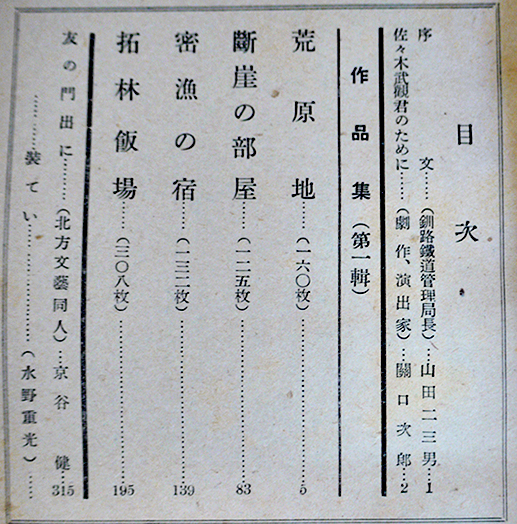 目次
序文……(釧路鐵道管理局長)…山田二三男…1
佐々木武觀君のために……(劇作、演出家)…關口次郎…2
作品集(第一輯)
荒原地……(一六〇枚)……5
斷崖の部屋……(一二五枚)……83
密漁の宿……(一三一枚)……139
拓林飯場……(三〇八枚)……195
友の門出に……(北方文藝同人)…京谷健…315
………裝てい………………(水野重光)……